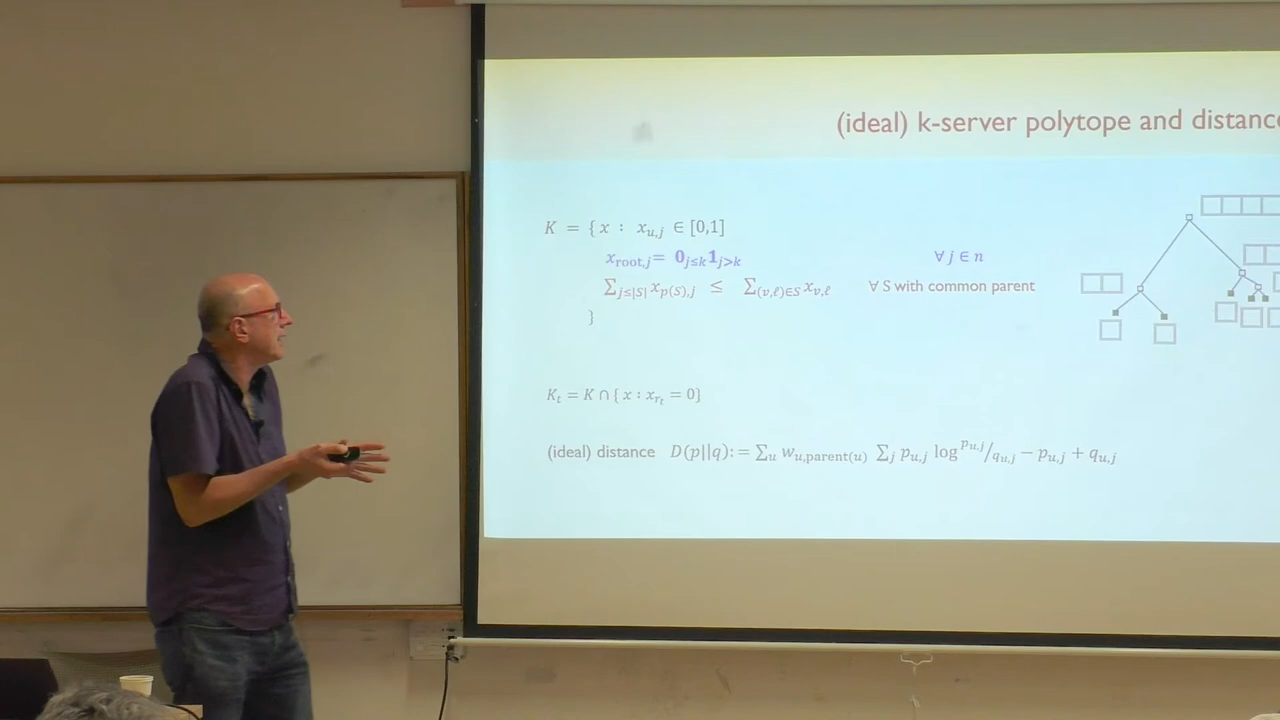 (ideal) k-server polytope and distanc
K = { x : x_{u,j} ∈ [0,1]
x_{root,j} = 0_{j≤k} 1_{j>k} ∀ j ∈ n
∑_{j≤|S|} x_{p(S),j} ≤ ∑_{(v,ℓ)∈S} x_{v,ℓ} ∀ S with common parent
}
K_t = K ∩ { x : x_{r_t} = 0}
(ideal) distance D(p||q): = ∑_u w_{u,parent(u)} ∑_j p_{u,j} log ^{p_{u,j}}/_{q_{u,j}} − p_{u,j} + q_{u,j}